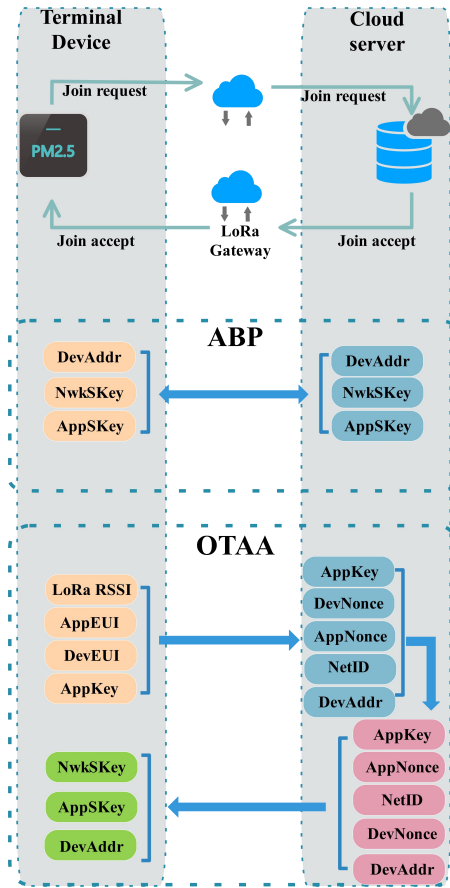 Terminal
Device
Cloud
server
Join request
Join request
PM2.5
Join accept
LoRa
Gateway
Join accept
ABP
DevAddr
NwkSKey
AppSKey
DevAddr
NwkSKey
AppSKey
OTAA
LoRa RSSI
AppEUI
DevEUI
AppKey
AppKey
DevNonce
AppNonce
NetID
DevAddr
NwkSKey
AppSKey
DevAddr
AppKey
AppNonce
NetID
DevNonce
DevAddr